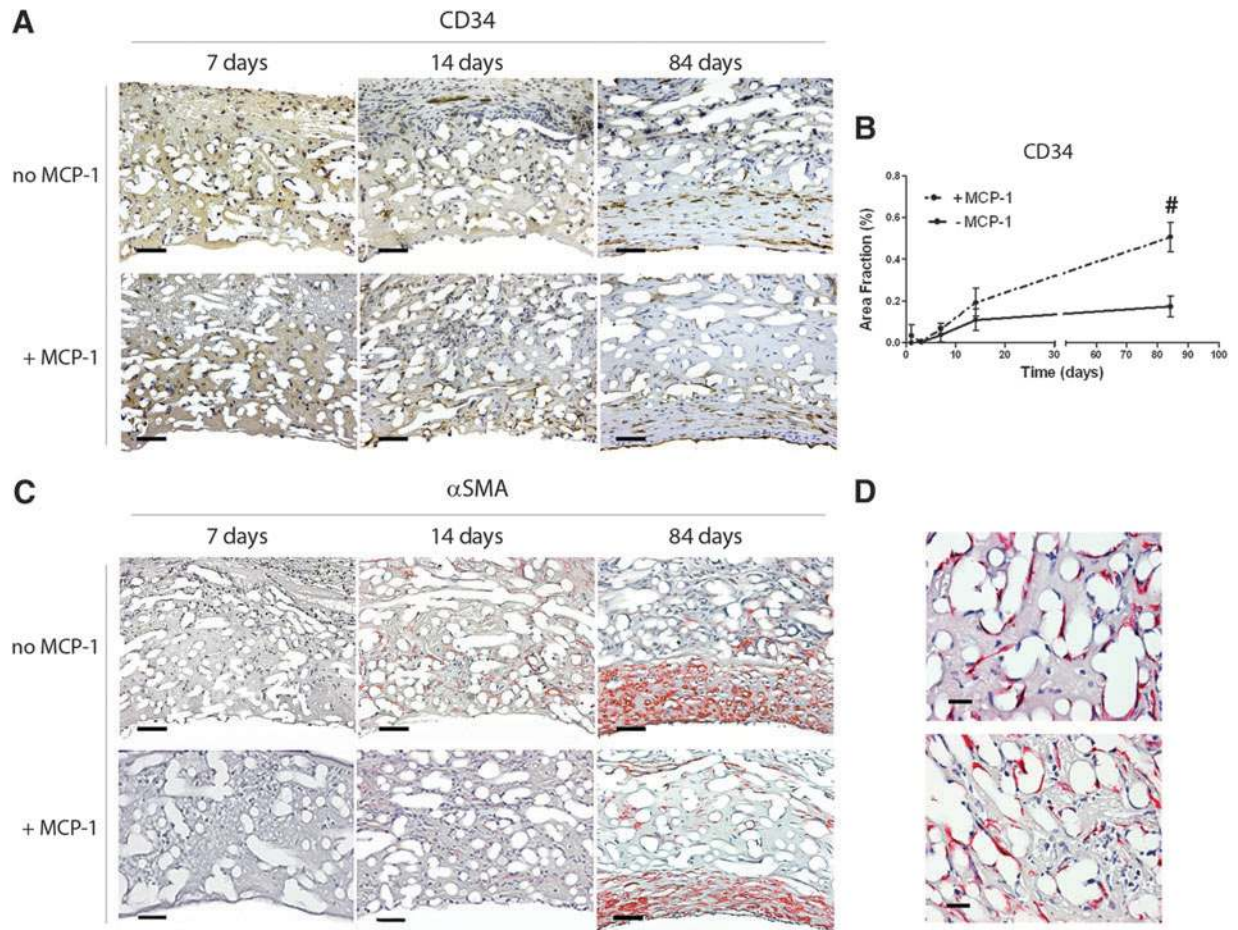 A
CD34
7 days
14 days
84 days
no MCP-1
+ MCP-1
B
CD34
0.8
0.6
0.4
0.2
0.0
Area Fraction (%)
+ MCP-1
- MCP-1
#
0
10
20
30
60
70
80
90
100
Time (days)
C
αSMA
7 days
14 days
84 days
no MCP-1
+ MCP-1
D